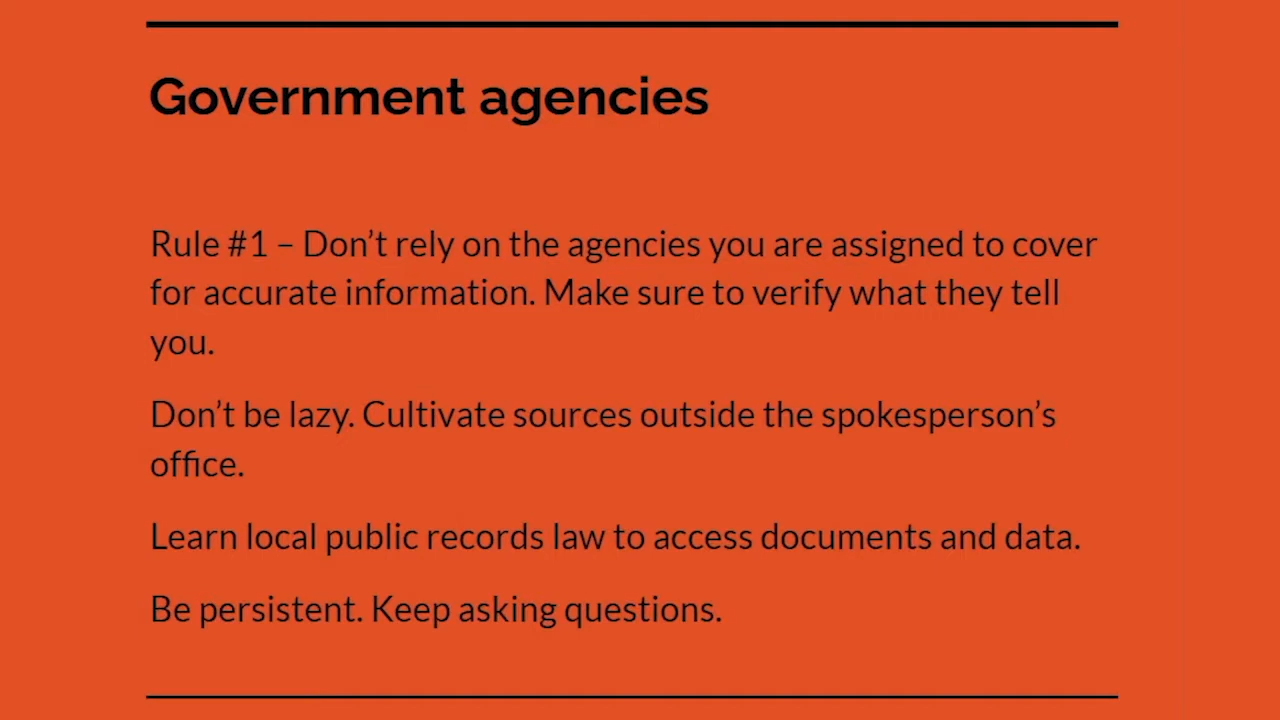 Government agencies
Rule #1 – Don’t rely on the agencies you are assigned to cover
for accurate information. Make sure to verify what they tell
you.
Don’t be lazy. Cultivate sources outside the spokesperson’s
office.
Learn local public records law to access documents and data.
Be persistent. Keep asking questions.